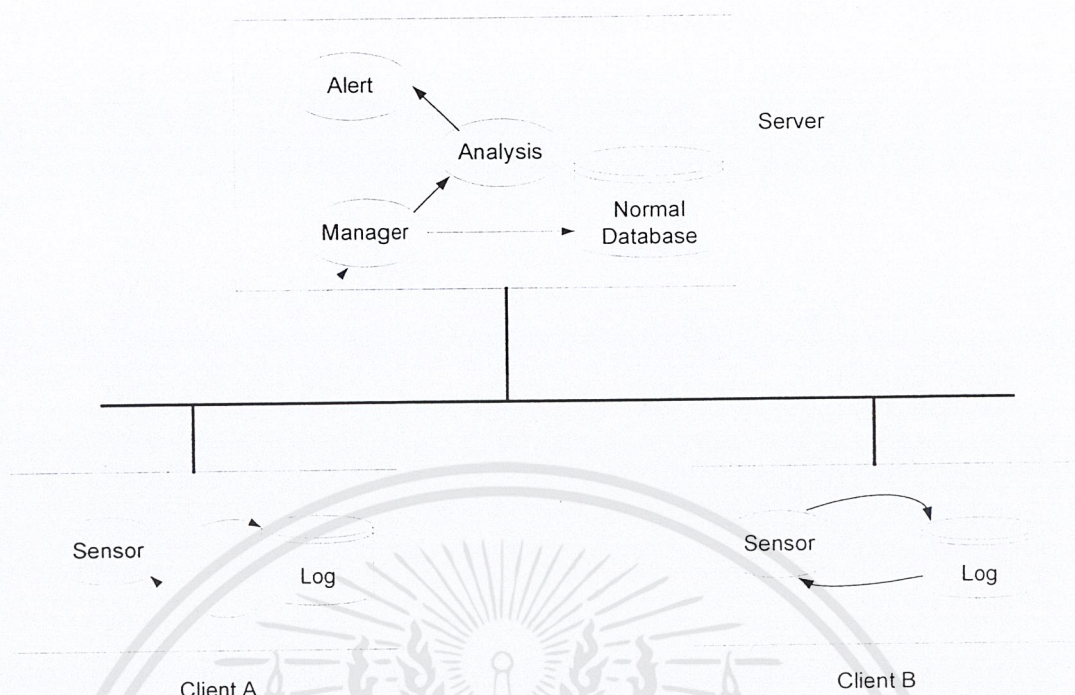 Alert
Server
Analysis
Normal
Database
Manager
Sensor
Log
Sensor
Log
Client A
Client B